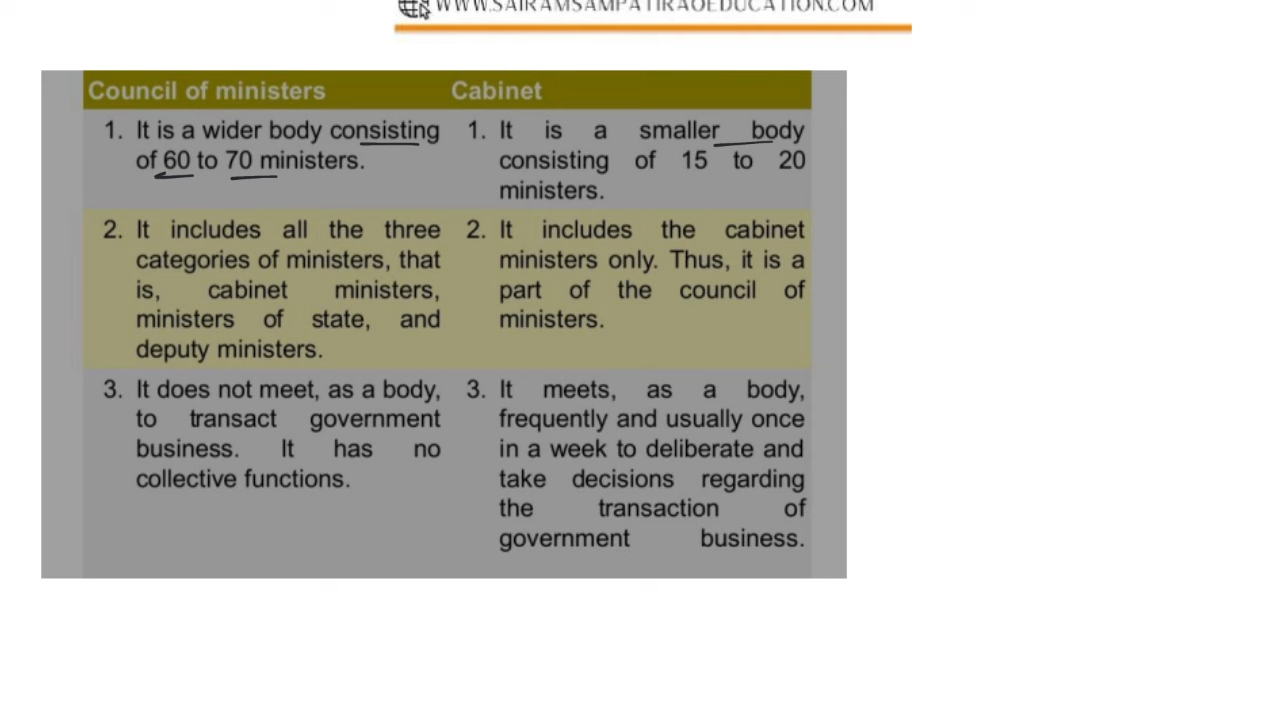 WWW.SAIRAMSAMPATIRAOEDUCATION.COM
Council of ministers
1. It is a wider body consisting
of 60 to 70 ministers.
2. It includes all the three
categories of ministers, that
is, cabinet ministers,
ministers of state, and
deputy ministers.
3. It does not meet, as a body,
to transact government
business. It has no
collective functions.
Cabinet
1. It is a smaller body
consisting of 15 to 20
ministers.
2. It includes the cabinet
ministers only. Thus, it is a
part of the council of
ministers.
3. It meets, as a body,
frequently and usually once
in a week to deliberate and
take decisions regarding
the transaction of
government business.